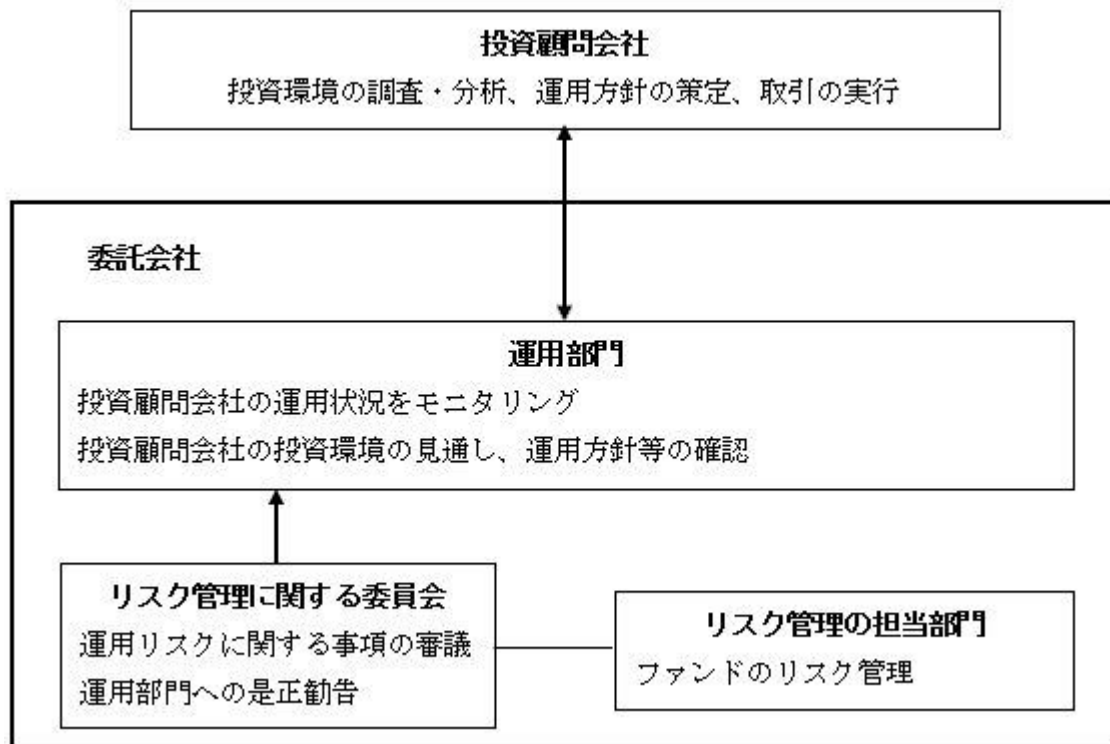 投資顧問会社
投資環境の調査・分析、運用方針の策定、取引の実行
委託会社
運用部門
投資顧問会社の運用状況をモニタリング
投資顧問会社の投資環境の見通し、運用方針等の確認
リスク管理に関する委員会
運用リスクに関する事項の審議
運用部門への是正勧告
リスク管理の担当部門
ファンドのリスク管理